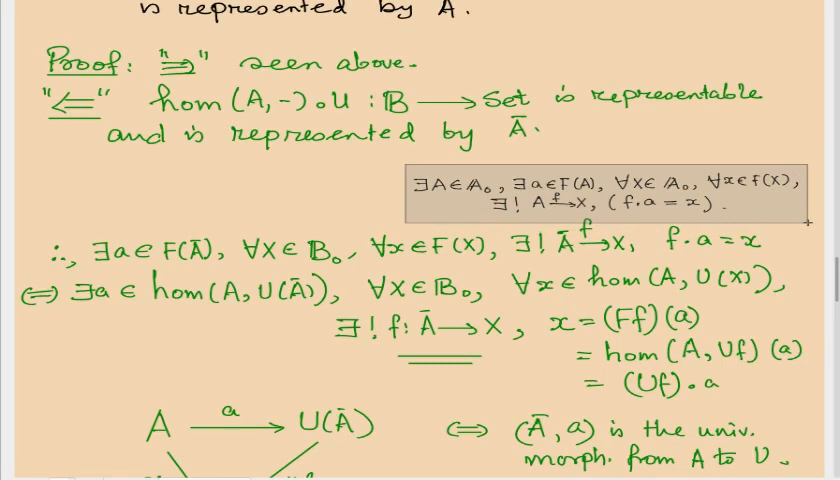 is represented by A.
Proof: "⇒" seen above.
"⇐" hom(A,-)∘U : 𝔹 ⟶ Set is representable
and is represented by Ā.
∃A∈𝔸₀, ∃a∈F(A), ∀X∈𝔸₀, ∀x∈F(X),
∃! A -f→ X, (f·a = x).
∴, ∃a∈F(Ā), ∀X∈𝔹₀, ∀x∈F(X), ∃! Ā -f→ X, f·a = x
⟺ ∃a∈ hom(A, U(Ā)), ∀X∈𝔹₀, ∀x∈ hom(A, U(X)),
∃! f: Ā ⟶ X, x = (Ff)(a)
= hom(A, Uf)(a)
= (Uf)·a
A a⟶ U(Ā) ⟺ (Ā, a) is the univ.
morph. from A to U.